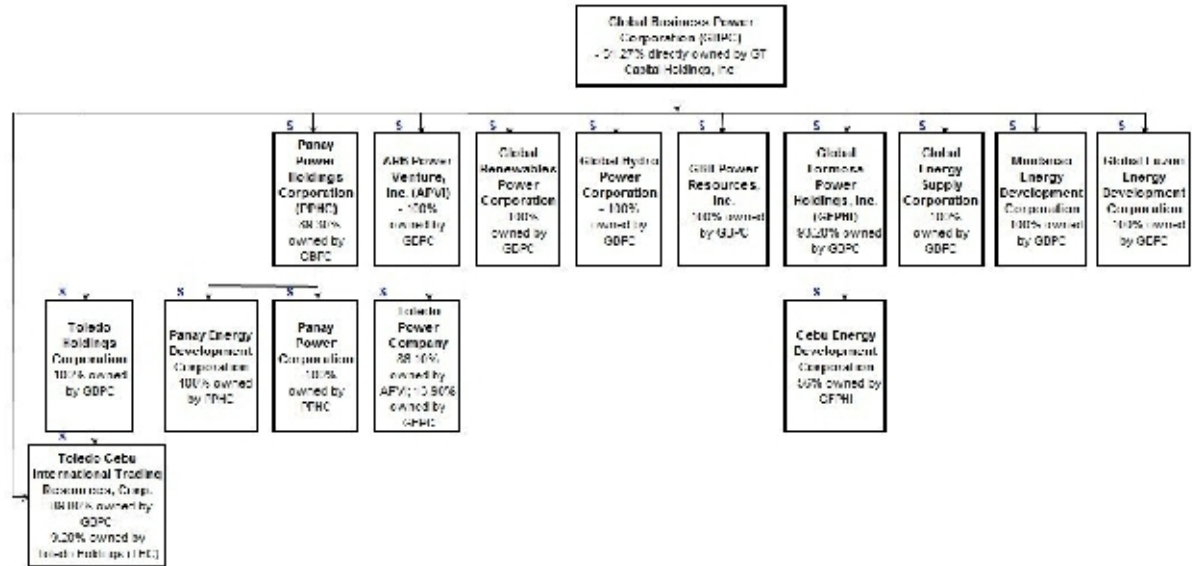 Global Business Power
Corporation (GBPC)
- 51.27% directly owned by GT
Capital Holdings, Inc
S S S S S S S S S
Panay
Power
Holdings
Corporation
(PPHC)
owned by
ARB Power
Venture,
Inc. (APVI)
- 100%
owned by
GBPC
Global
Renewables
Power
Corporation
100%
owned by
GBPC
Global Hydro
Power
Corporation
- 100%
owned by
GBPC
Power
Resources,
Inc.
100% owned
by GBPC
Global
Formosa
Power
Holdings, Inc.
(GFPHI)
93.20% owned
by GBPC
Global
Energy
Supply
Corporation
100%
owned by
GBPC
Mindanao
Energy
Development
Corporation
100% owned
by GBPC
Global Luzon
Energy
Development
Corporation
100% owned
by GBPC
S S S S S
Toledo
Holdings
Corporation
owned
by GBPC
Panay Energy
Development
Corporation
100% owned
by PPHC
Panay
Power
Corporation
100%
owned by
PPHC
Toledo
Power
Company
owned by
APVI;
owned by
GBPC
Cebu Energy
Development
Corporation
56% owned by
GFPHI
S
Toledo Cebu
International Trading
Resources, Corp.
owned by
GBPC
owned by
Toledo Holdings (THC)